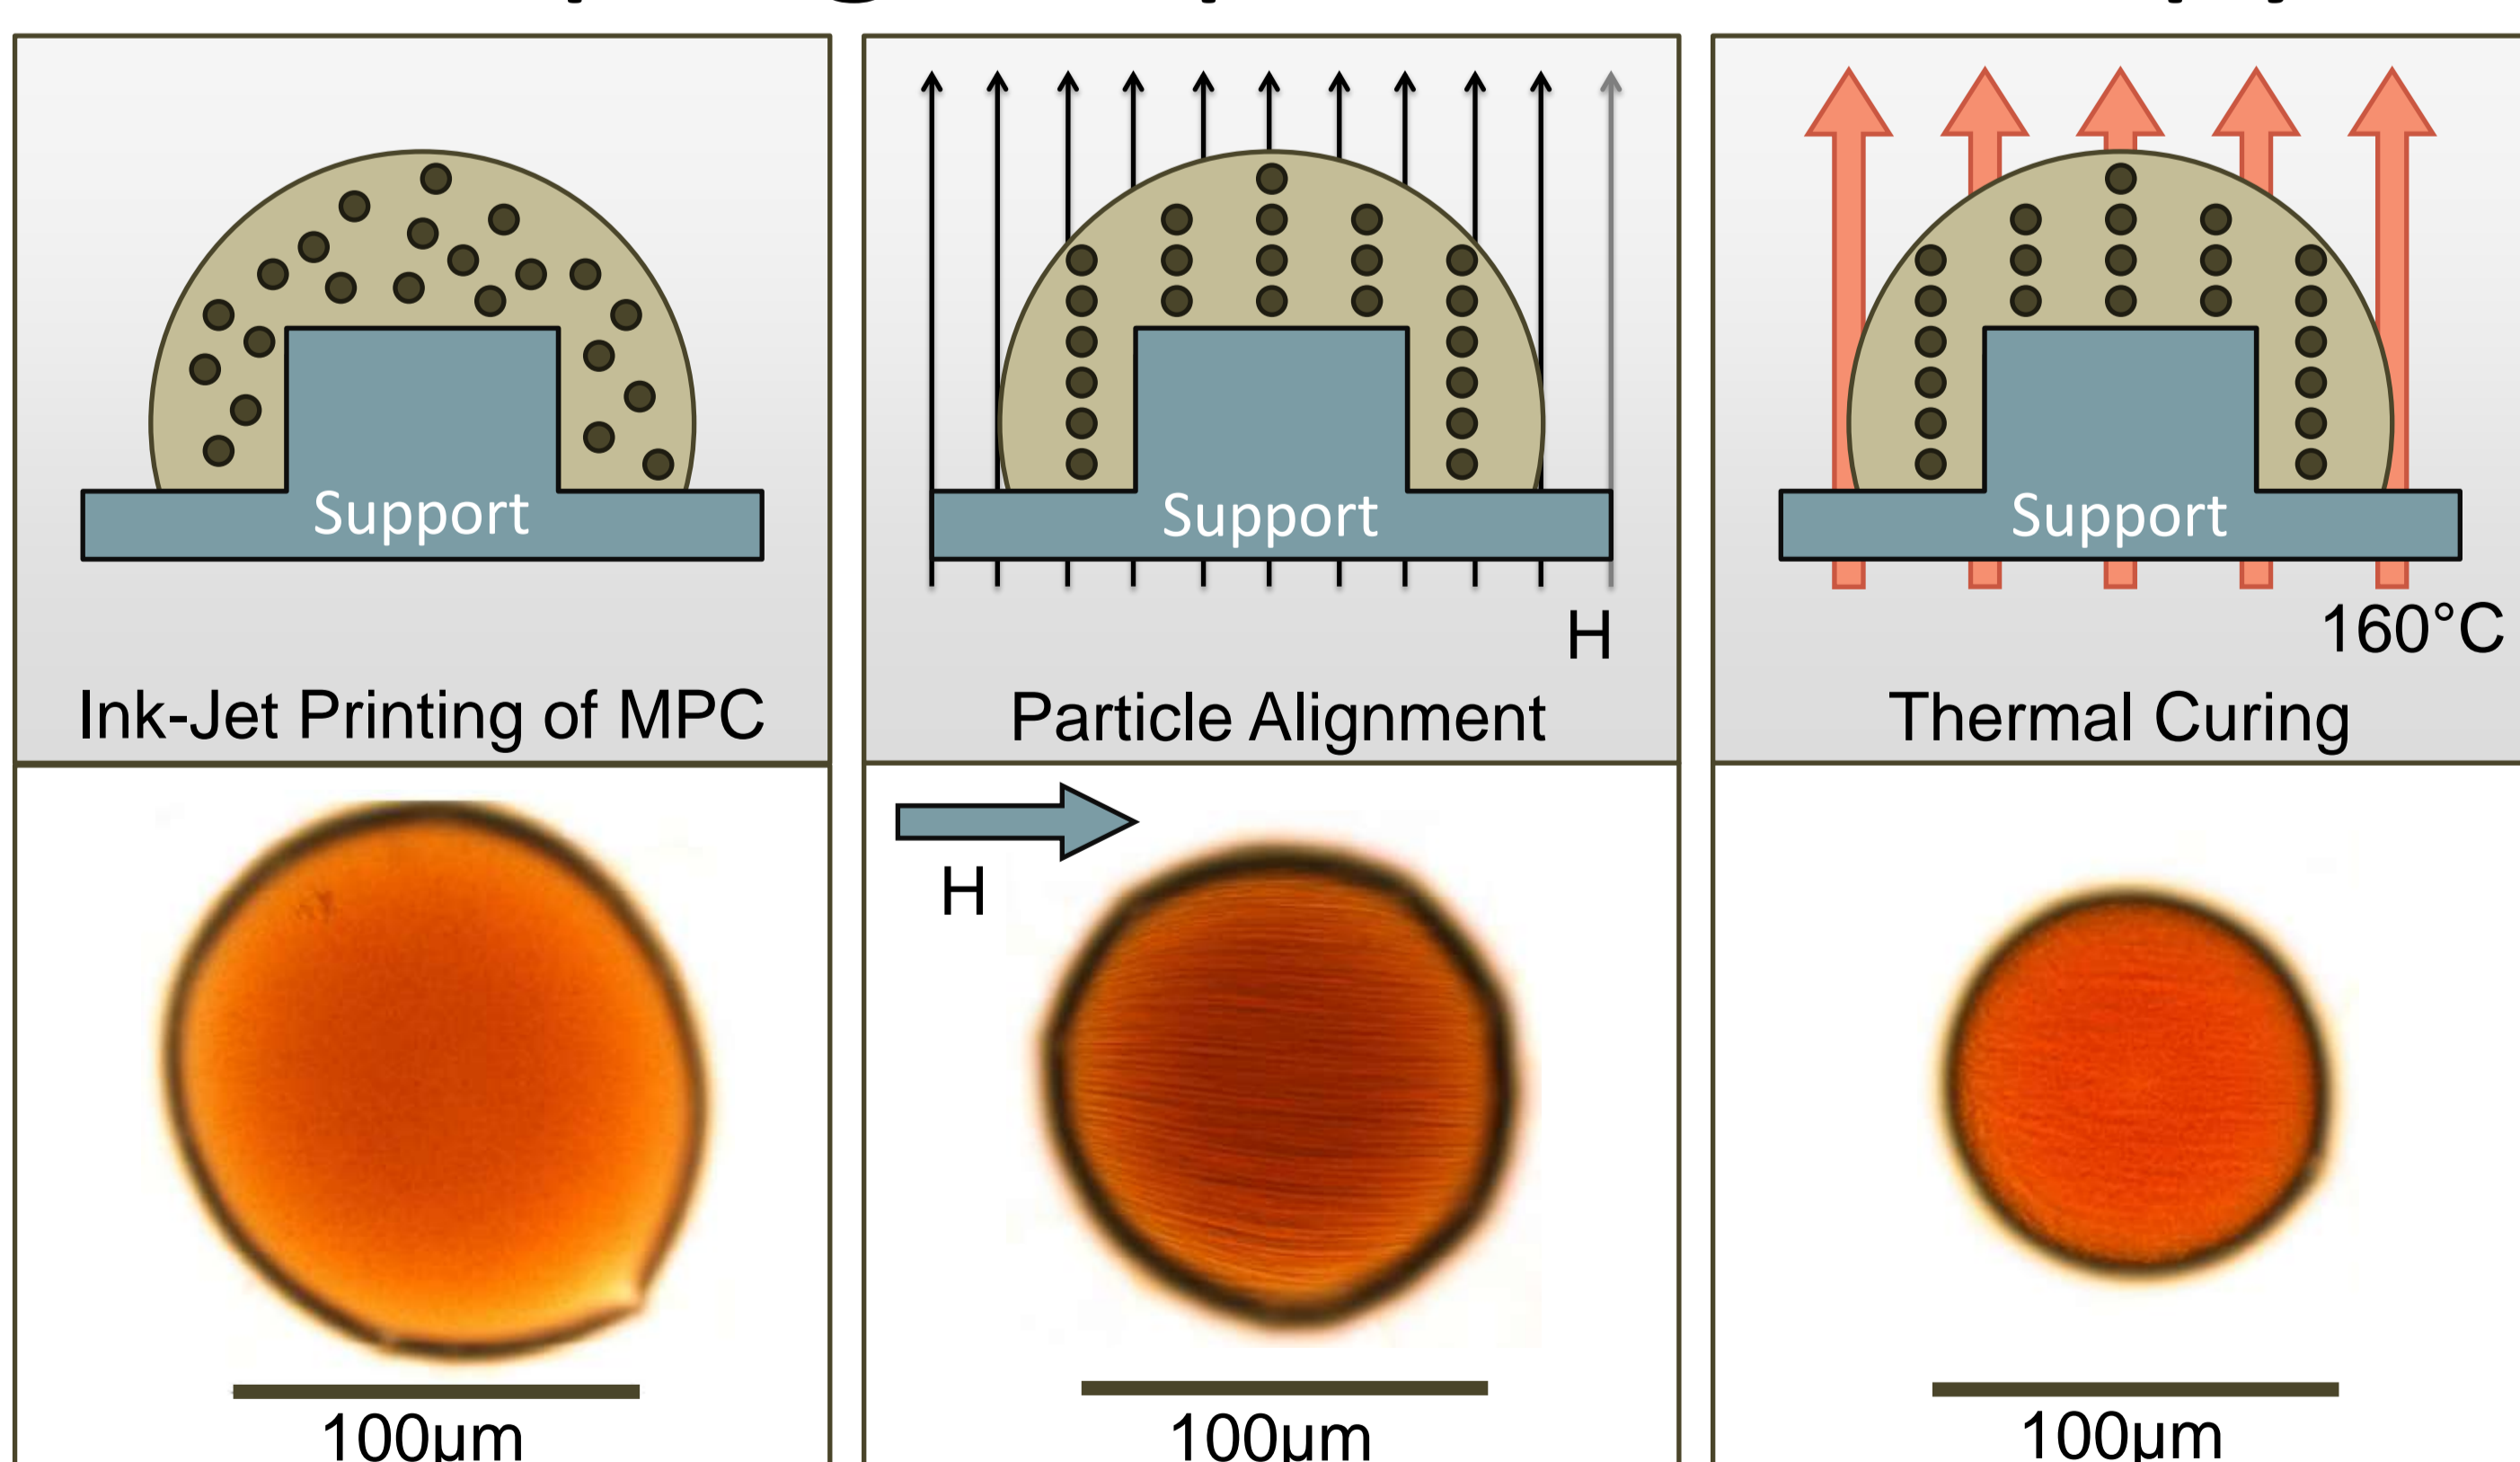 Support
Ink-Jet Printing of MPC
Support
H
Particle Alignment
Support
160°C
Thermal Curing
H
100µm
100µm
100µm